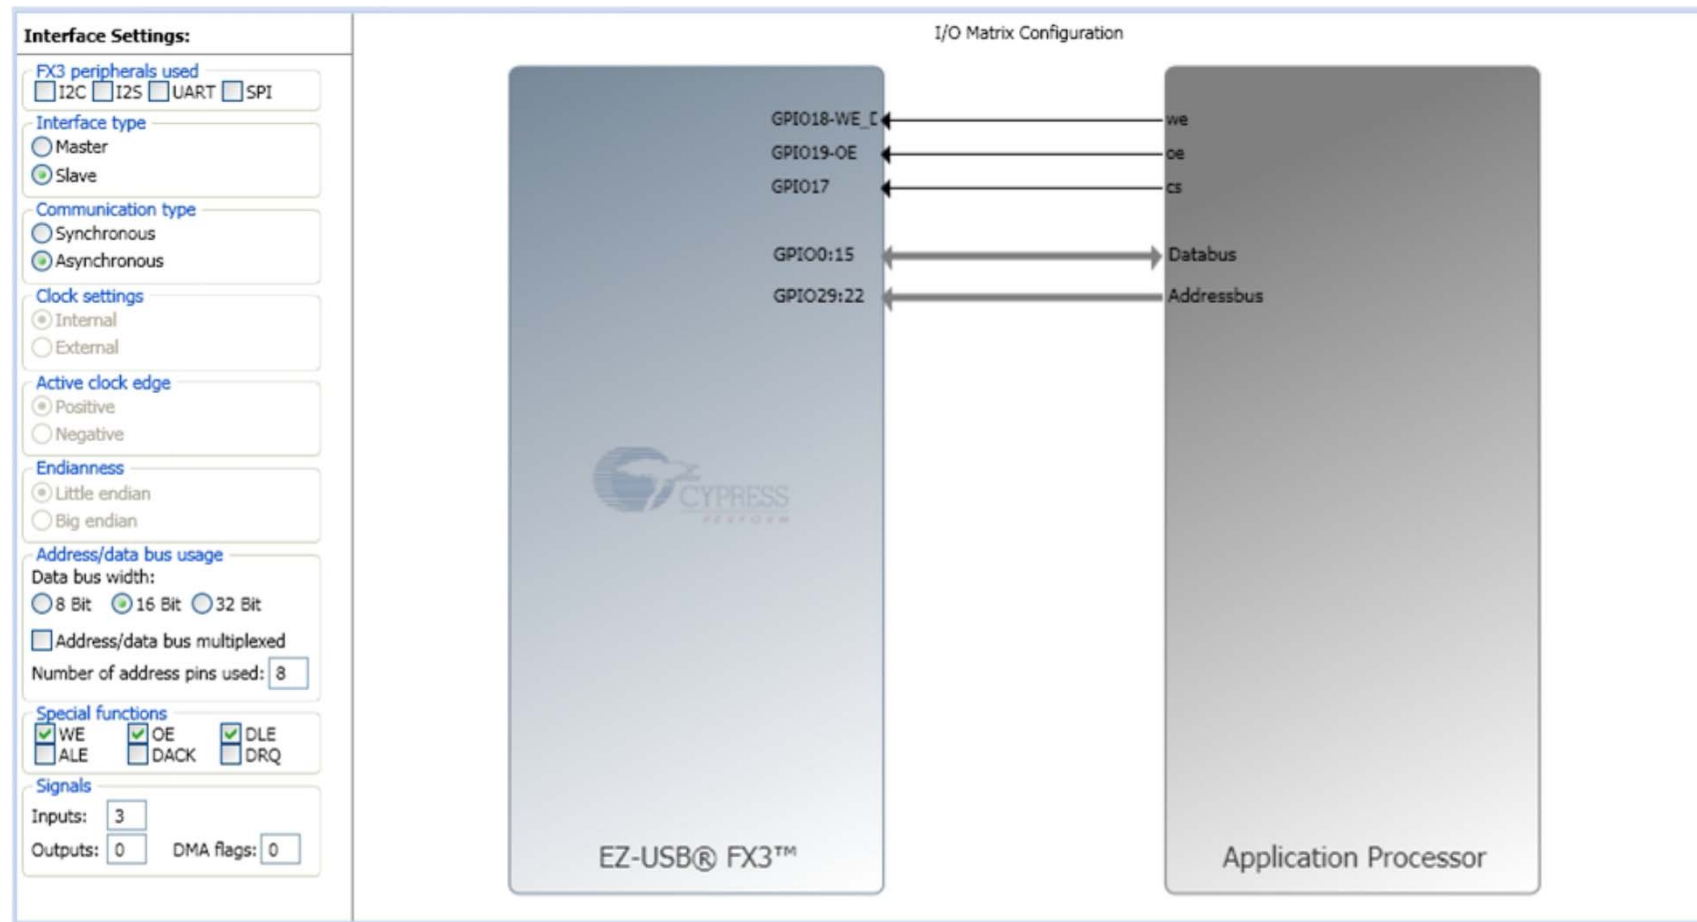 Interface Settings:
FX3 peripherals used
I2C I2S UART SPI
Interface type
Master
Slave
Communication type
Synchronous
Asynchronous
Clock settings
Internal
External
Active clock edge
Positive
Negative
Endianness
Little endian
Big endian
Address/data bus usage
Data bus width:
8 Bit 16 Bit 32 Bit
Address/data bus multiplexed
Number of address pins used: 8
Special functions
WE OE DLE
ALE DACK DRQ
Signals
Inputs: 3
Outputs: 0 DMA flags: 0
I/O Matrix Configuration
GPIO18-WE_D we
GPIO19-OE oe
GPIO17 cs
GPIO0:15 Databus
GPIO29:22 Addressbus
CYPRESS
PERFORM
EZ-USB® FX3™
Application Processor